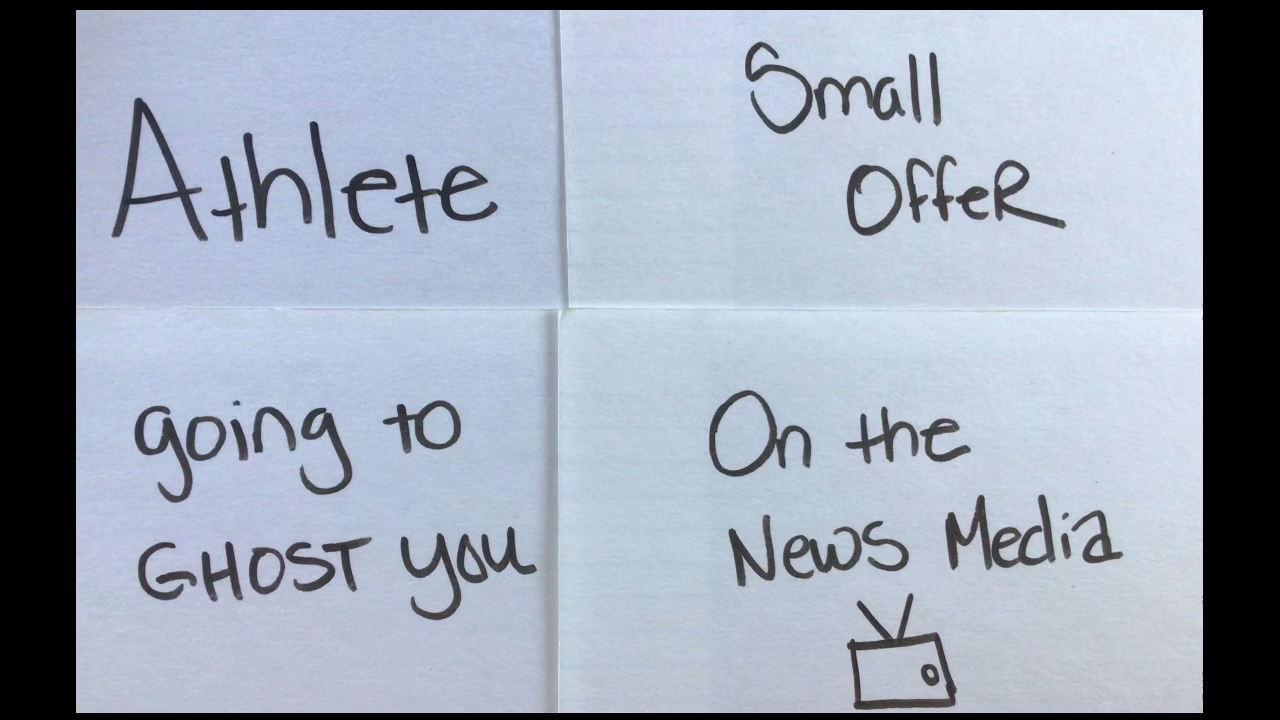 Athlete
Small
OffeR
going to
GHOST you
On the
News Media